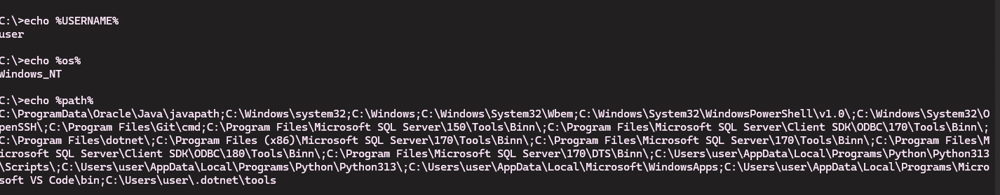 C:\>echo %USERNAME%
user
C:\>echo %os%
Windows_NT
C:\>echo %path%
C:\ProgramData\Oracle\Java\javapath;C:\Windows\system32;C:\Windows;C:\Windows\System32\Wbem;C:\Windows\System32\WindowsPowerShell\v1.0\;C:\Windows\System32\O
penSSH\;C:\Program Files\Git\cmd;C:\Program Files\Microsoft SQL Server\150\Tools\Binn\;C:\Program Files\Microsoft SQL Server\Client SDK\ODBC\170\Tools\Binn\;
C:\Program Files\dotnet\;C:\Program Files (x86)\Microsoft SQL Server\170\Tools\Binn\;C:\Program Files\Microsoft SQL Server\170\Tools\Binn\;C:\Program Files\M
icrosoft SQL Server\Client SDK\ODBC\180\Tools\Binn\;C:\Program Files\Microsoft SQL Server\170\DTS\Binn\;C:\Users\user\AppData\Local\Programs\Python\Python313
\Scripts\;C:\Users\user\AppData\Local\Programs\Python\Python313\;C:\Users\user\AppData\Local\Microsoft\WindowsApps;C:\Users\user\AppData\Local\Programs\Micro
soft VS Code\bin;C:\Users\user\.dotnet\tools